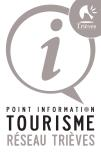 Trièves
i
POINT INFORMATION
TOURISME
RÉSEAU TRIÈVES